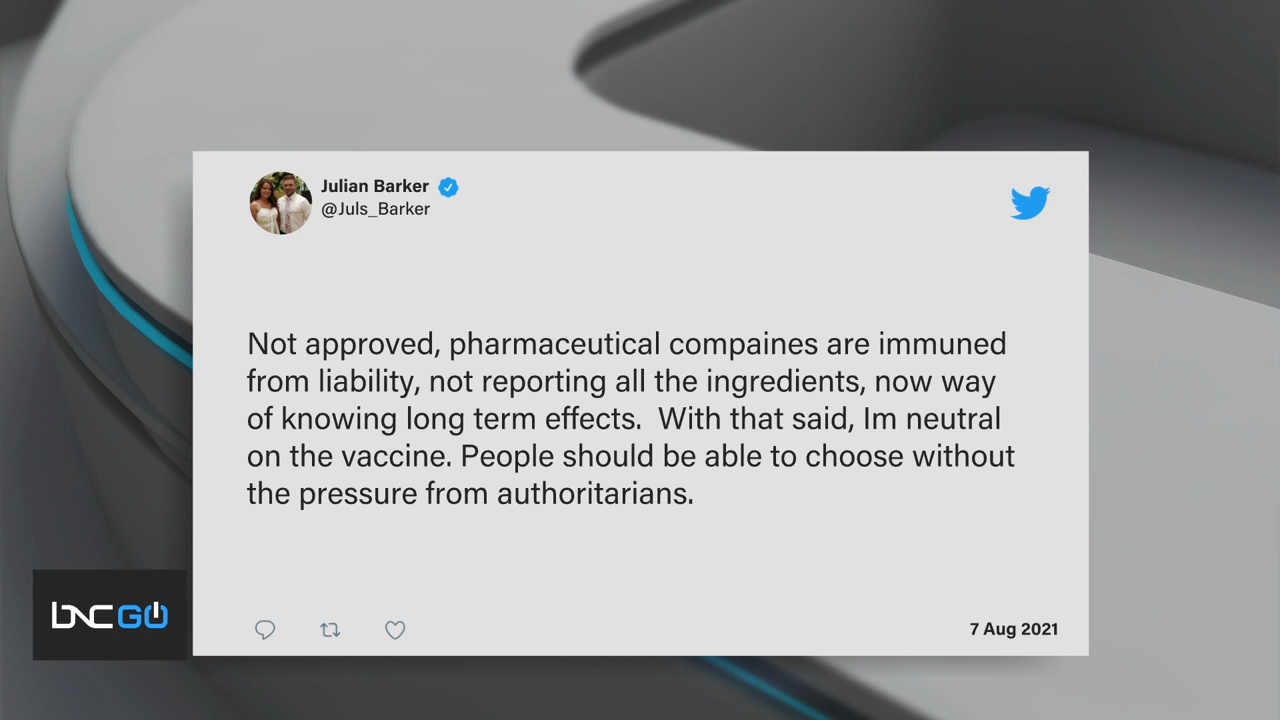 Julian Barker
@Juls_Barker
Not approved, pharmaceutical compaines are immuned
from liability, not reporting all the ingredients, now way
of knowing long term effects.  With that said, Im neutral
on the vaccine. People should be able to choose without
the pressure from authoritarians.
bNC GO
7 Aug 2021